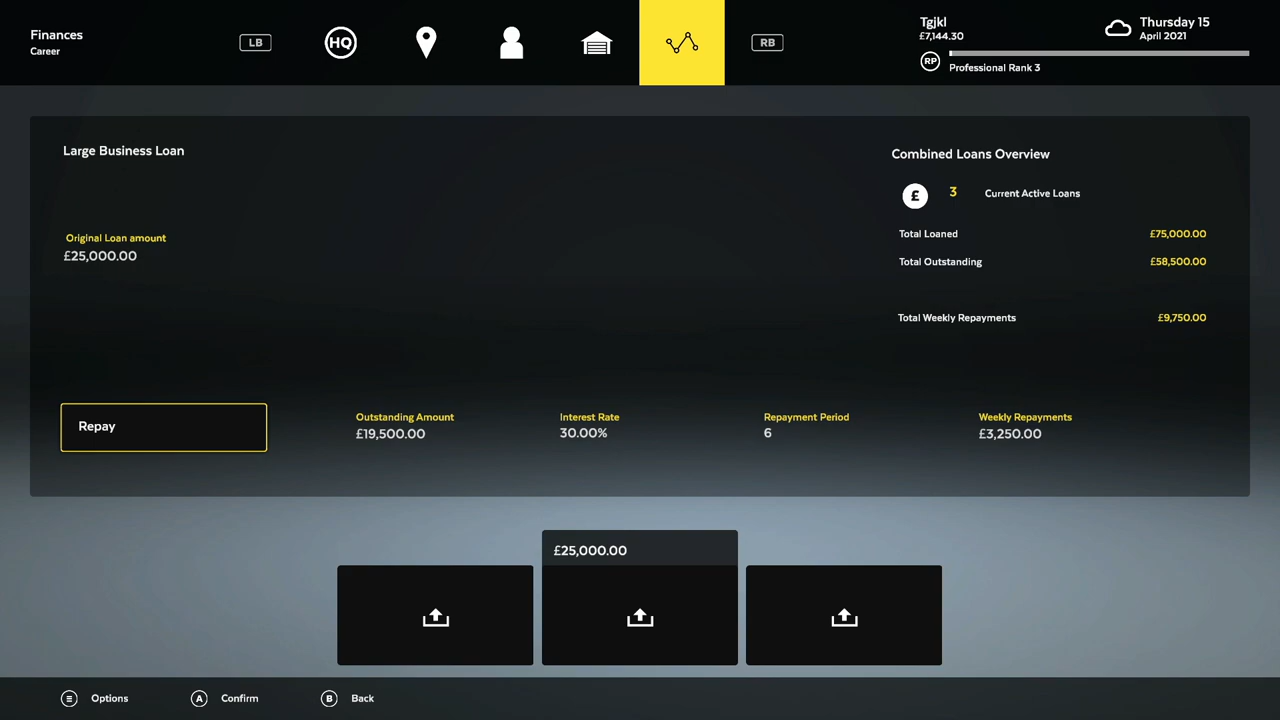 Finances
Career
LB
HQ
RB
Tgjkl
£7,144.30
RP
Professional Rank 3
Thursday 15
April 2021
Large Business Loan
Original Loan amount
£25,000.00
Combined Loans Overview
£
3
Current Active Loans
Total Loaned
£75,000.00
Total Outstanding
£58,500.00
Total Weekly Repayments
£9,750.00
Repay
Outstanding Amount
£19,500.00
Interest Rate
30.00%
Repayment Period
6
Weekly Repayments
£3,250.00
£25,000.00
Options
A
Confirm
B
Back